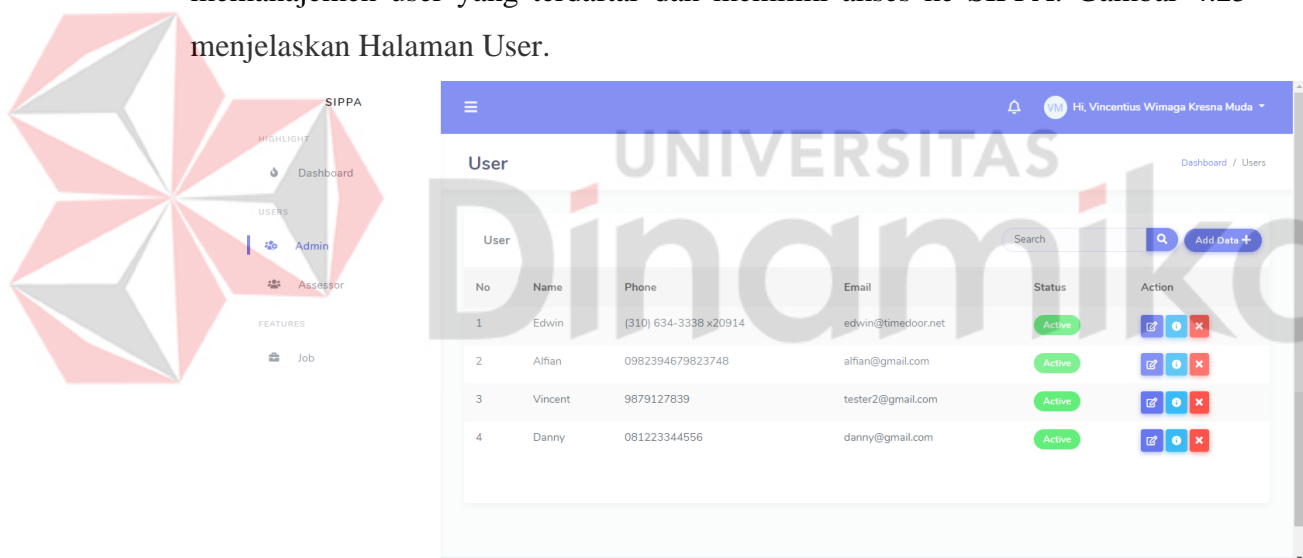 menjelaskan Halaman User.
SIPPA
HIGHLIGHT
Dashboard
USERS
Admin
Assessor
FEATURES
Job
VM Hi, Vincentius Wimaga Kresna Muda
UNIVERSITAS
Dinamika
User
Dashboard / Users
User
Search
Add Data +
No Name Phone Email Status Action
1 Edwin (310) 634-3338 x20914 edwin@timedoor.net Active
2 Alfian 0982394679823748 alfian@gmail.com Active
3 Vincent 9879127839 tester2@gmail.com Active
4 Danny 081223344556 danny@gmail.com Active